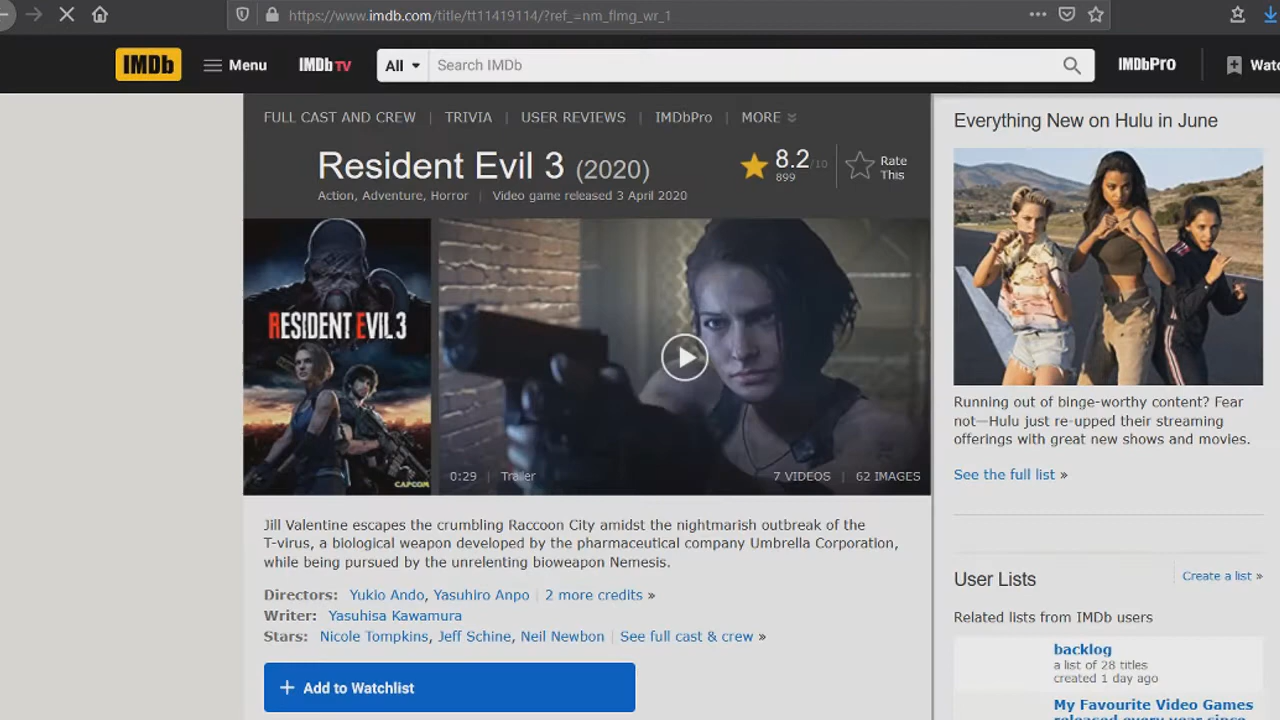 https://www.imdb.com/title/tt11419114/?ref_=nm_flmg_wr_1
IMDb
Menu
IMDbTV
All
Search IMDb
IMDbPRO
FULL CAST AND CREW | TRIVIA | USER REVIEWS | IMDbPro | MORE
Resident Evil 3 (2020)
Action, Adventure, Horror | Video game released 3 April 2020
8.2/10
899
Rate
This
RESIDENT EVIL 3
CAPCOM
0:29 | Trailer
7 VIDEOS | 62 IMAGES
Jill Valentine escapes the crumbling Raccoon City amidst the nightmarish outbreak of the
T-virus, a biological weapon developed by the pharmaceutical company Umbrella Corporation,
while being pursued by the unrelenting bioweapon Nemesis.
Directors: Yukio Ando, Yasuhiro Anpo | 2 more credits »
Writer: Yasuhisa Kawamura
Stars: Nicole Tompkins, Jeff Schine, Neil Newbon | See full cast & crew »
+ Add to Watchlist
Everything New on Hulu in June
Running out of binge-worthy content? Fear
not—Hulu just re-upped their streaming
offerings with great new shows and movies.
See the full list »
User Lists
Create a list »
Related lists from IMDb users
backlog
a list of 28 titles
created 1 day ago
My Favourite Video Games
released every year since